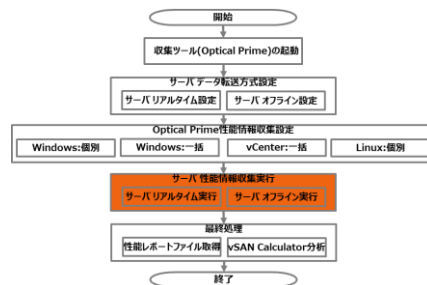 開始
収集ツール(Optical Prime)の起動
サーバ データ転送方式設定
サーバ リアルタイム設定 サーバ オフライン設定
Optical Prime性能情報収集設定
Windows:個別 Windows:一括 vCenter:一括 Linux:個別
サーバ 性能情報収集実行
サーバ リアルタイム実行 サーバ オフライン実行
最終処理
性能レポートファイル取得 vSAN Calculator分析
終了